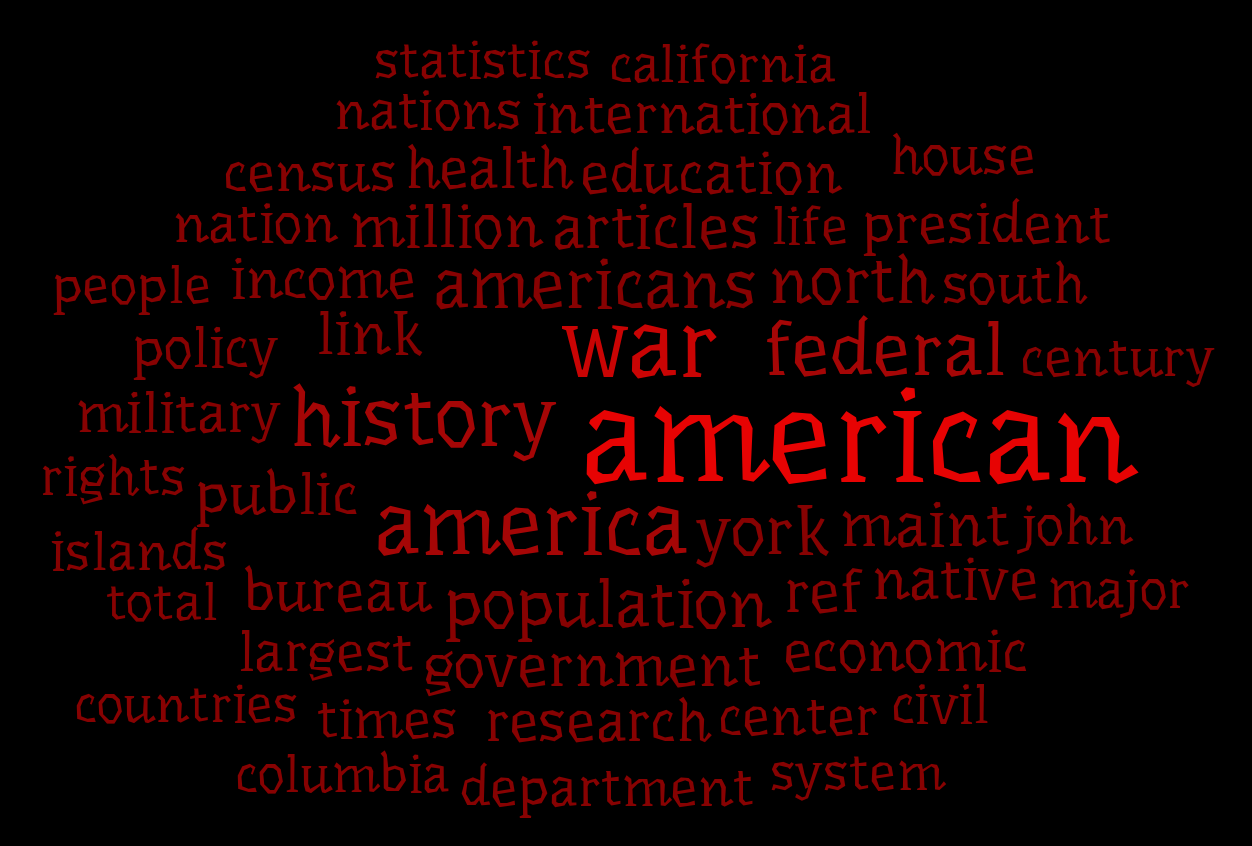 statistics california
nations international
census health education house
nation million articles life president
people income americans north south
policy link war federal century
military history american
rights public america york maint john
islands bureau population ref native major
total largest government economic
countries times research center civil
columbia department system